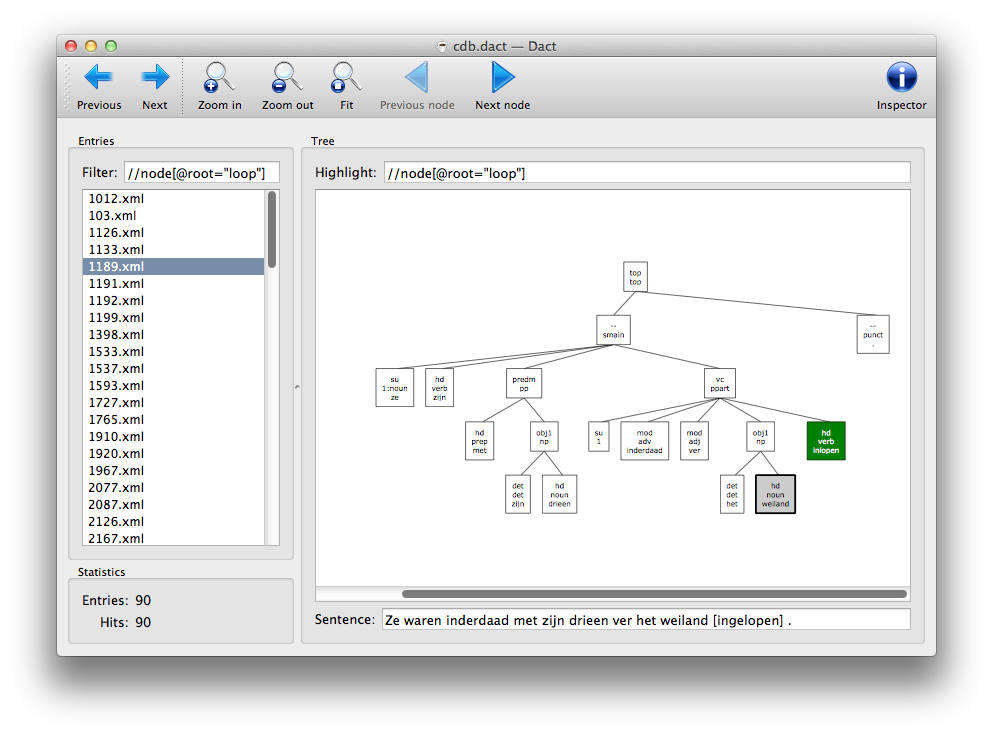 cdb.dact — Dact
Previous Next Zoom in Zoom out Fit Previous node Next node Inspector
Entries
Filter: //node[@root="loop"]
1012.xml
103.xml
1126.xml
1133.xml
1189.xml
1191.xml
1192.xml
1199.xml
1398.xml
1533.xml
1537.xml
1593.xml
1727.xml
1765.xml
1910.xml
1920.xml
1967.xml
2077.xml
2087.xml
2126.xml
2167.xml
Statistics
Entries: 90
Hits: 90
Tree
Highlight: //node[@root="loop"]
top
top
--
smain
--
punct
.
su
1:noun
ze
hd
verb
zijn
predm
pp
vc
ppart
hd
prep
met
obj1
np
su
1
mod
adv
inderdaad
mod
adj
ver
obj1
np
hd
verb
inlopen
det
det
zijn
hd
noun
drieen
det
det
het
hd
noun
weiland
Sentence: Ze waren inderdaad met zijn drieen ver het weiland [ingelopen] .